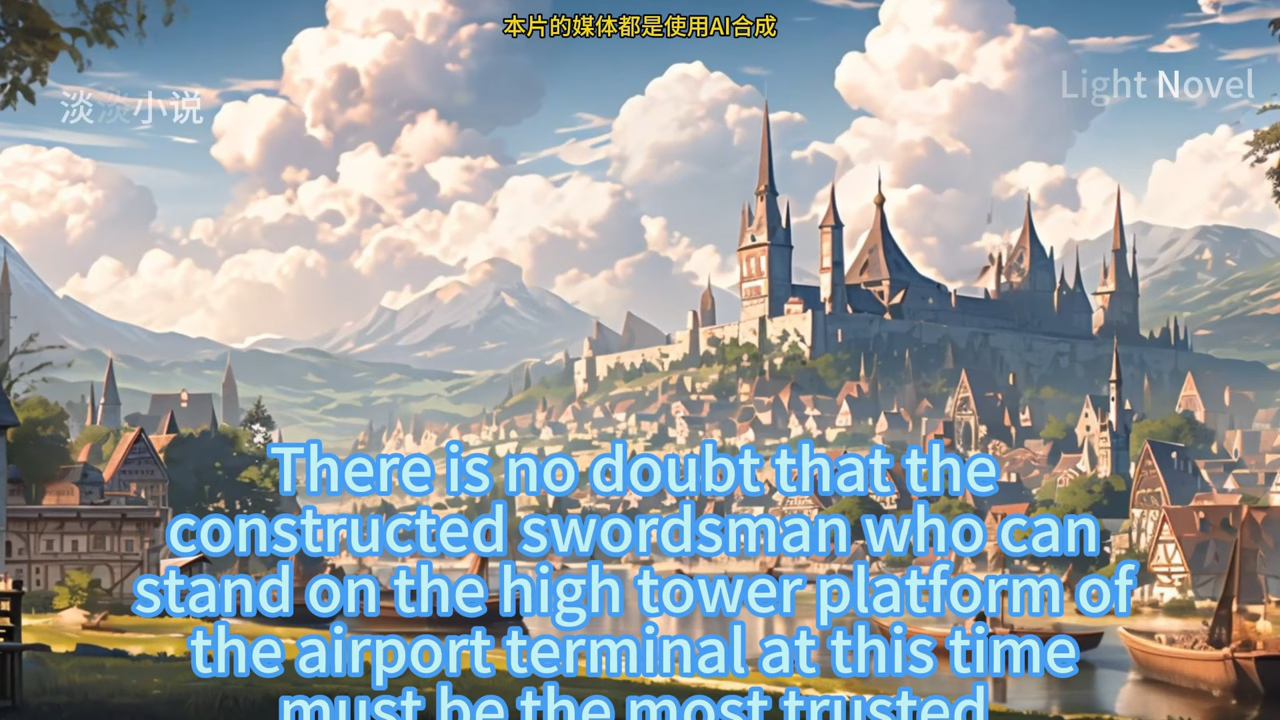 本片的媒体都是使用AI合成
淡淡小说
Light Novel
There is no doubt that the
constructed swordsman who can
stand on the high tower platform of
the airport terminal at this time
must be the most trusted